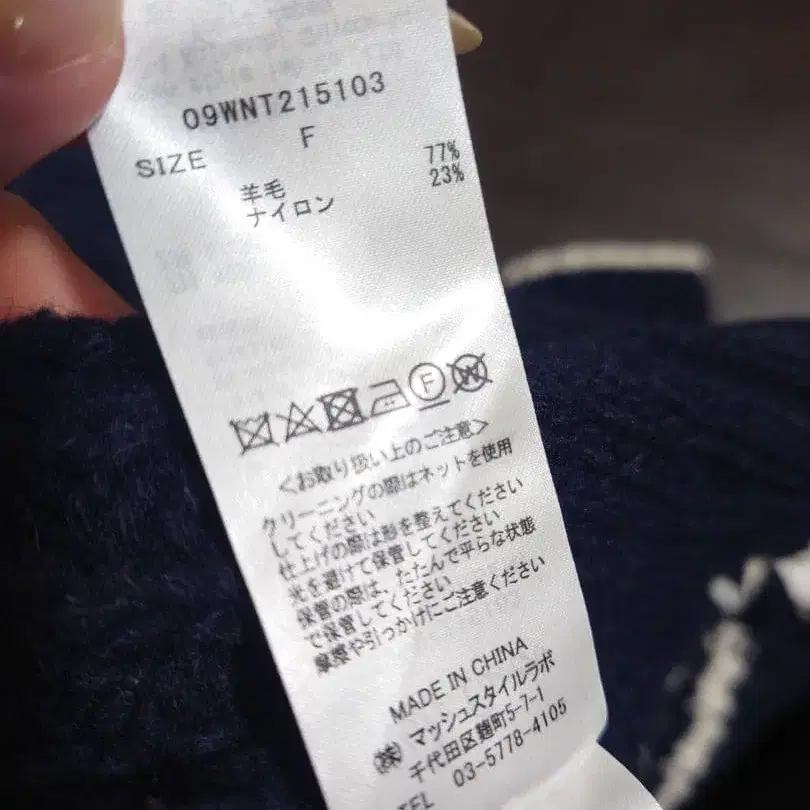 09WNT215103
SIZE F
羊毛 77%
ナイロン 23%
F W
<お取り扱い上のご注意>
クリーニングの際はネットを使用
してください
仕上げの際は形を整えてください
光を避けて保管してください
保管の際は、たたんで平らな状態
で保管してください
摩擦や引っかけにご注意ください
MADE IN CHINA
(株) マッシュスタイルラボ
千代田区麹町5-7-1
TEL 03-5778-4105